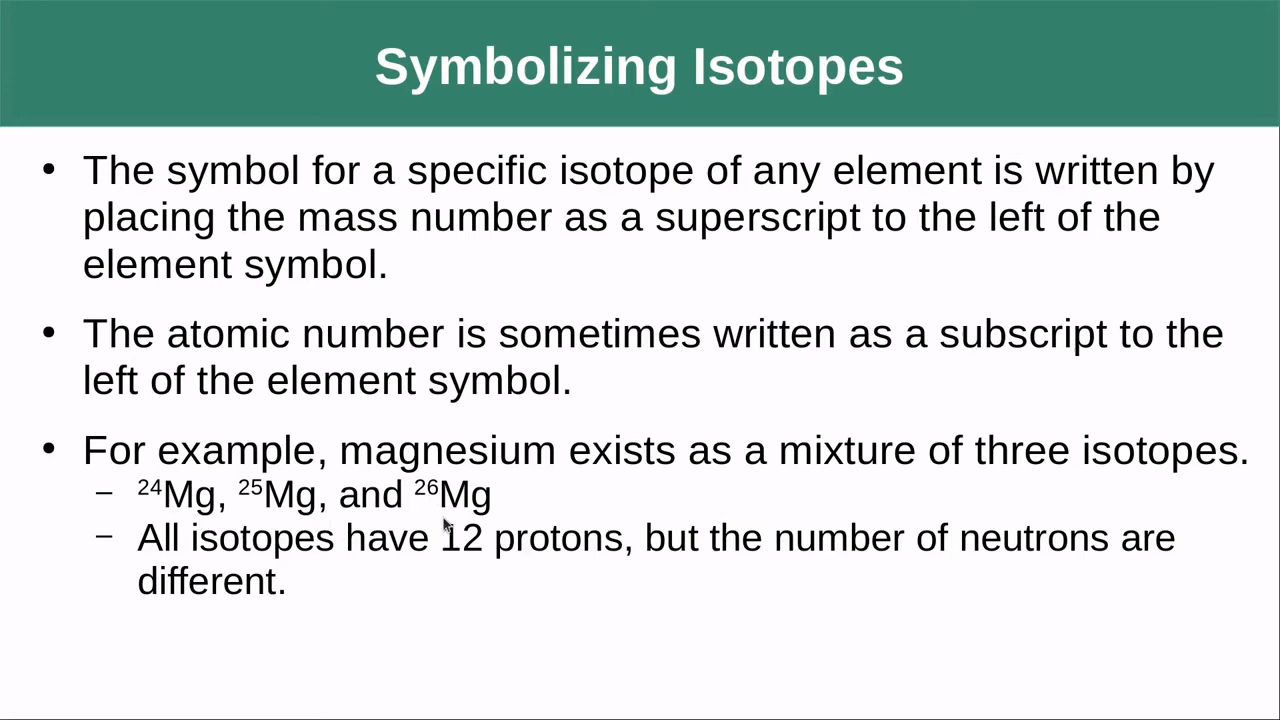 Symbolizing Isotopes
• The symbol for a specific isotope of any element is written by
placing the mass number as a superscript to the left of the
element symbol.
• The atomic number is sometimes written as a subscript to the
left of the element symbol.
• For example, magnesium exists as a mixture of three isotopes.
– ²⁴Mg, ²⁵Mg, and ²⁶Mg
– All isotopes have 12 protons, but the number of neutrons are
different.